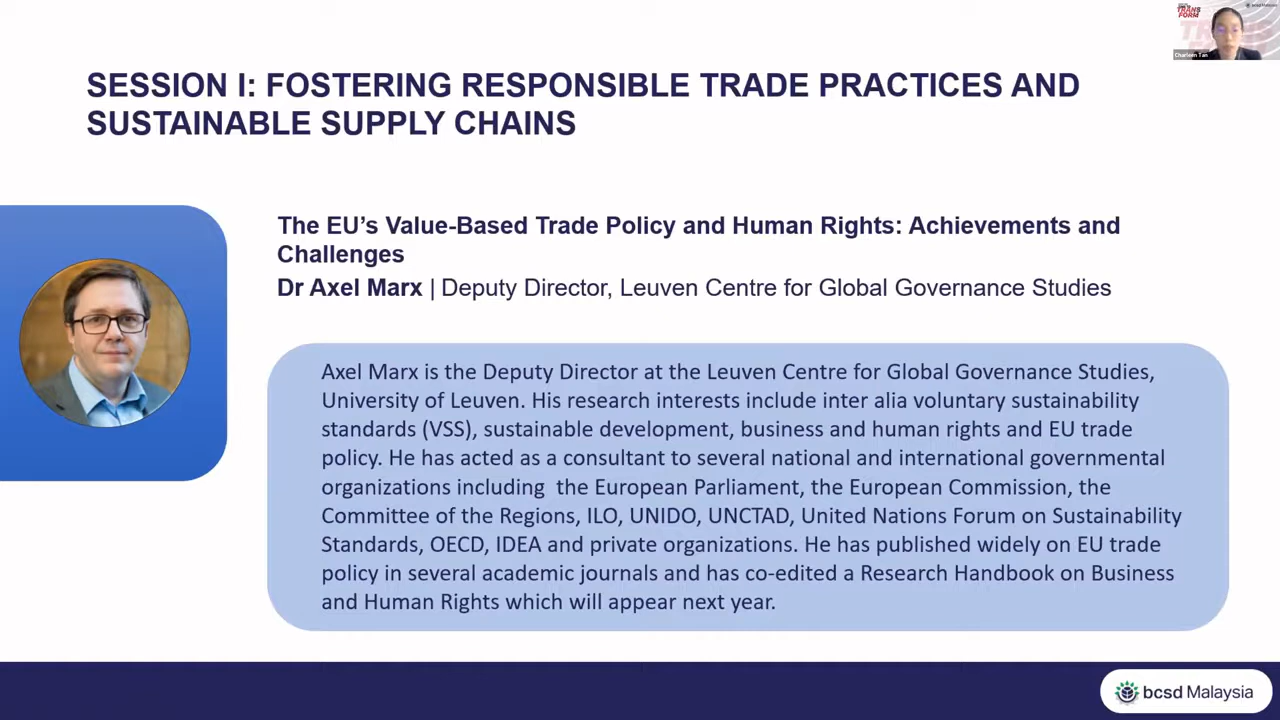 TRANS
FORM
bcsd Malaysia
Charleen Tan
SESSION I: FOSTERING RESPONSIBLE TRADE PRACTICES AND
SUSTAINABLE SUPPLY CHAINS
The EU’s Value-Based Trade Policy and Human Rights: Achievements and
Challenges
Dr Axel Marx | Deputy Director, Leuven Centre for Global Governance Studies
Axel Marx is the Deputy Director at the Leuven Centre for Global Governance Studies,
University of Leuven. His research interests include inter alia voluntary sustainability
standards (VSS), sustainable development, business and human rights and EU trade
policy. He has acted as a consultant to several national and international governmental
organizations including  the European Parliament, the European Commission, the
Committee of the Regions, ILO, UNIDO, UNCTAD, United Nations Forum on Sustainability
Standards, OECD, IDEA and private organizations. He has published widely on EU trade
policy in several academic journals and has co-edited a Research Handbook on Business
and Human Rights which will appear next year.
bcsd Malaysia